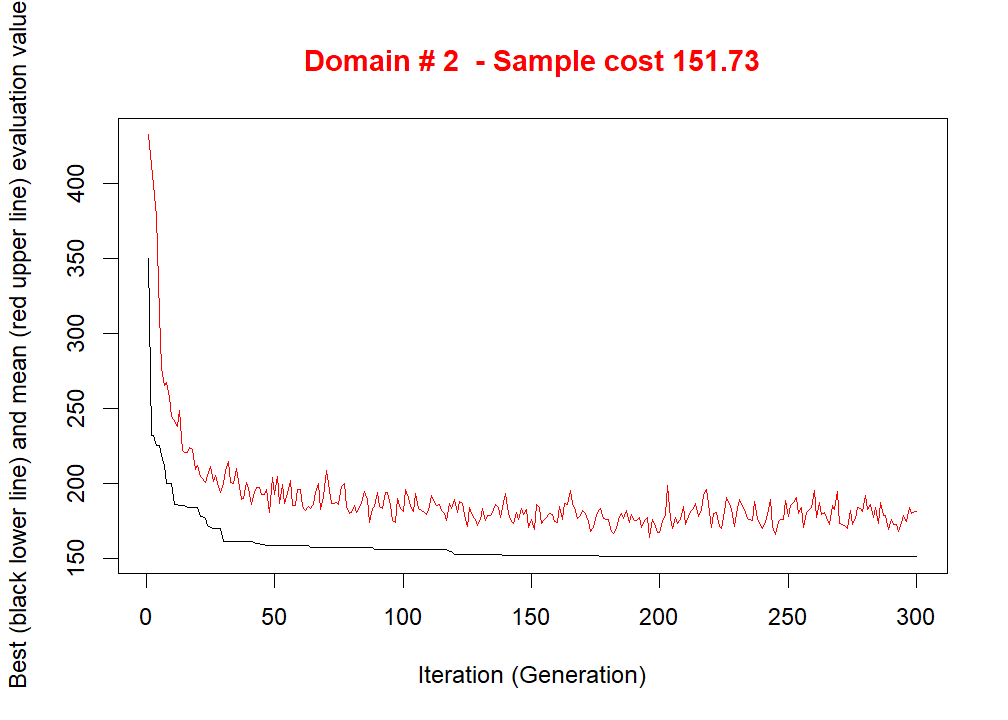 Domain # 2  - Sample cost 151.73
Best (black lower line) and mean (red upper line) evaluation value
400
350
300
250
200
150
0 50 100 150 200 250 300
Iteration (Generation)